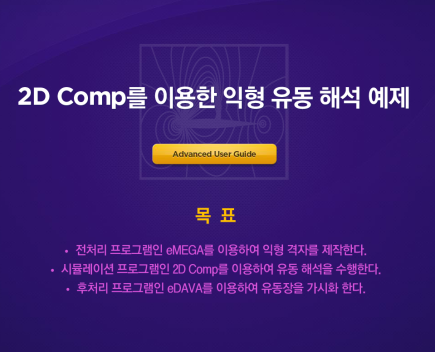 2D Comp를 이용한 익형 유동 해석 예제
Advanced User Guide
목 표
• 전처리 프로그램인 eMEGA를 이용하여 익형 격자를 제작한다.
• 시뮬레이션 프로그램인 2D Comp를 이용하여 유동 해석을 수행한다.
• 후처리 프로그램인 eDAVA를 이용하여 유동장을 가시화 한다.